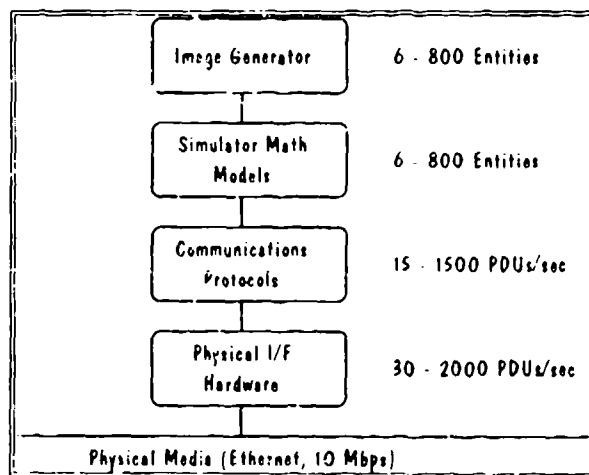 Image Generator
6 - 800 Entities
Simulator Math
Models
6 - 800 Entities
Communications
Protocols
15 - 1500 PDUs/sec
Physical I/F
Hardware
30 - 2000 PDUs/sec
Physical Media (Ethernet, 10 Mbps)